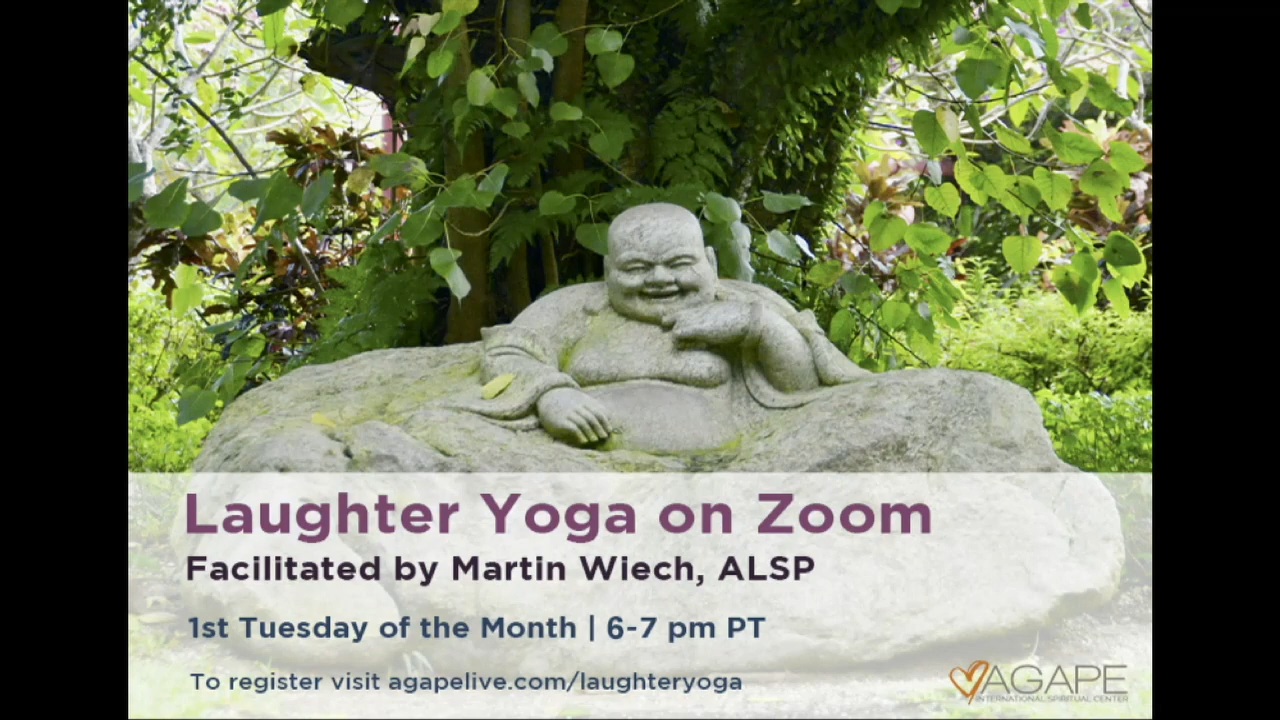 Laughter Yoga on Zoom
Facilitated by Martin Wiech, ALSP
1st Tuesday of the Month | 6-7 pm PT
To register visit agapelive.com/laughteryoga
AGAPE
INTERNATIONAL SPIRITUAL CENTER